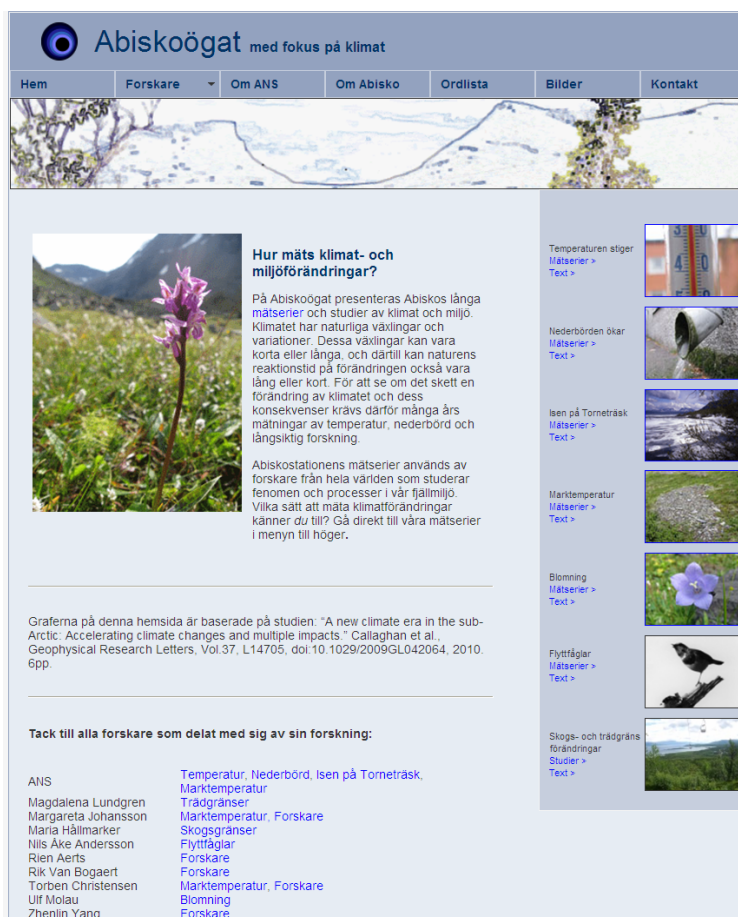 Abiskoögat med fokus på klimat
Hem Forskare Om ANS Om Abisko Ordlista Bilder Kontakt
Hur mäts klimat- och
miljöförändringar?
På Abiskoögat presenteras Abiskos långa
mätserier och studier av klimat och miljö.
Klimatet har naturliga växlingar och
variationer. Dessa växlingar kan vara
korta eller långa, och därtill kan naturens
reaktionstid på förändringen också vara
lång eller kort. För att se om det skett en
förändring av klimatet och dess
konsekvenser krävs därför många års
mätningar av temperatur, nederbörd och
långsiktig forskning.
Abiskostationens mätserier används av
forskare från hela världen som studerar
fenomen och processer i vår fjällmiljö.
Vilka sätt att mäta klimatförändringar
känner du till? Gå direkt till våra mätserier
i menyn till höger.
Graferna på denna hemsida är baserade på studien: "A new climate era in the sub-
Arctic: Accelerating climate changes and multiple impacts." Callaghan et al.,
Geophysical Research Letters, Vol.37, L14705, doi:10.1029/2009GL042064, 2010.
6pp.
Tack till alla forskare som delat med sig av sin forskning:
ANS Temperatur, Nederbörd, Isen på Torneträsk,
Marktemperatur
Magdalena Lundgren Trädgränser
Margareta Johansson Marktemperatur, Forskare
Maria Hållmarker Skogsgränser
Nils Åke Andersson Flyttfåglar
Rien Aerts Forskare
Rik Van Bogaert Forskare
Torben Christensen Marktemperatur, Forskare
Ulf Molau Blomning
Zhenlin Yang Forskare
Temperaturen stiger
Mätserier >
Text >
Nederbörden ökar
Mätserier >
Text >
Isen på Torneträsk
Mätserier >
Text >
Marktemperatur
Mätserier >
Text >
Blomning
Mätserier >
Text >
Flyttfåglar
Mätserier >
Text >
Skogs- och trädgräns
förändringar
Studier >
Text >
3 0
4 0